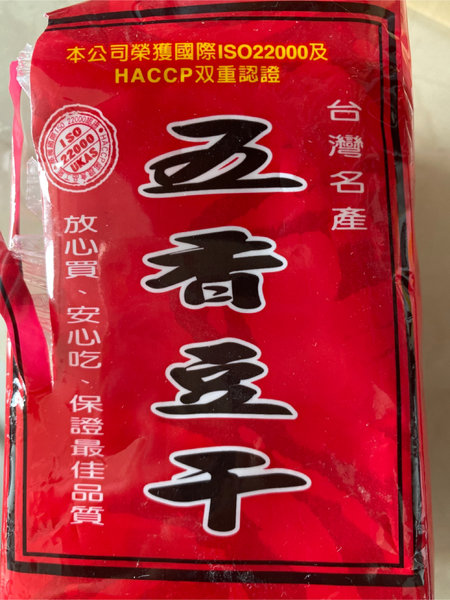 本公司榮獲國際ISO22000及
HACCP双重認證
台灣名產
五香豆干
放心買、安心吃、保證最佳品質
ISO
22000
UKAS